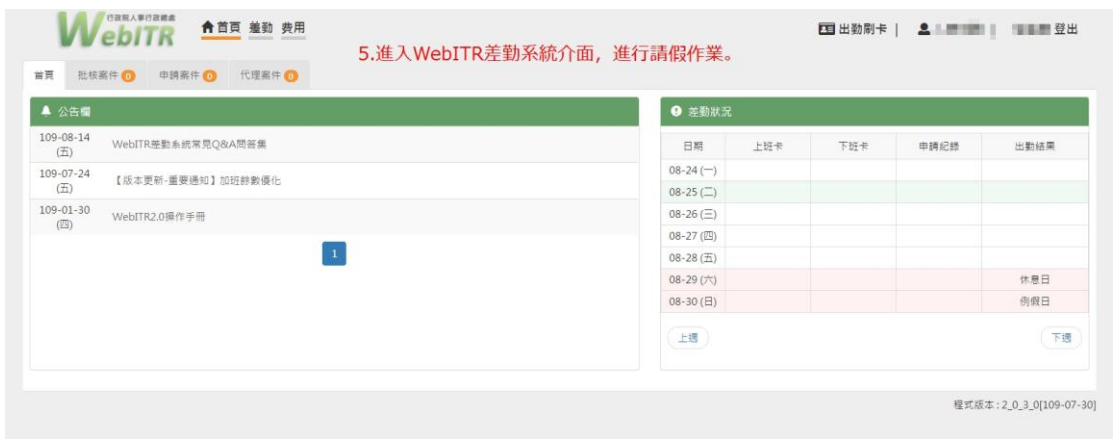 行政院人事行政總處
WebITR
首頁 差勤 费用
出勤刷卡 |
登出
5.進入WebITR差勤系統介面，進行請假作業。
首頁 批核案件 0 申請案件 0 代理案件 0
公告欄
109-08-14
(五)
WebITR差勤系統常見Q&A問答集
109-07-24
(五)
【版本更新-重要通知】加班餘數優化
109-01-30
(四)
WebITR2.0操作手冊
1
差勤狀況
日期 上班卡 下班卡 申請紀錄 出勤結果
08-24 (一)
08-25 (二)
08-26 (三)
08-27 (四)
08-28 (五)
08-29 (六) 休息日
08-30 (日) 例假日
上週 下週
程式版本 : 2_0_3_0[109-07-30]